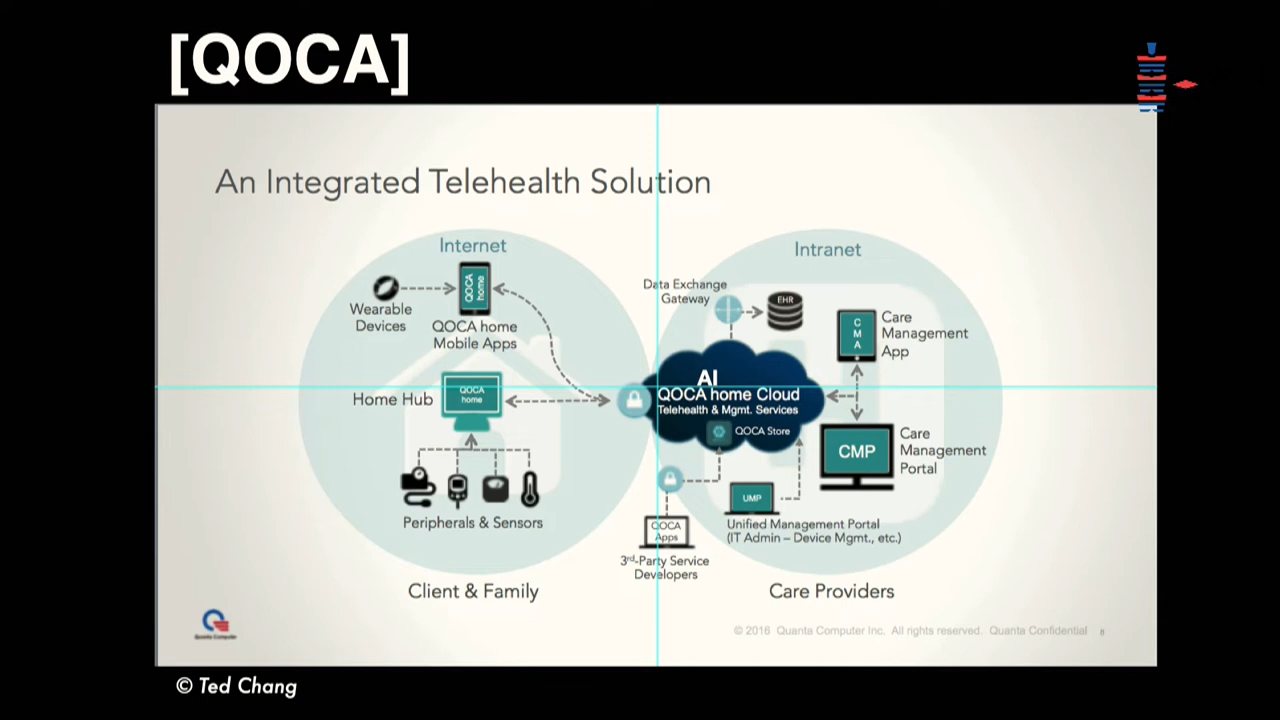 [QOCA]
An Integrated Telehealth Solution
Internet
Intranet
Wearable
Devices
QOCA
home
QOCA home
Mobile Apps
Home Hub
QOCA
home
Peripherals & Sensors
Client & Family
Data Exchange
Gateway
EHR
C
M
A
Care
Management
App
AI
QOCA home Cloud
Telehealth & Mgmt. Services
QOCA Store
CMP
Care
Management
Portal
UMP
Unified Management Portal
(IT Admin – Device Mgmt., etc.)
QOCA
Apps
3rd-Party Service
Developers
Care Providers
Quanta Computer
© 2016 Quanta Computer Inc. All rights reserved. Quanta Confidential
8
© Ted Chang